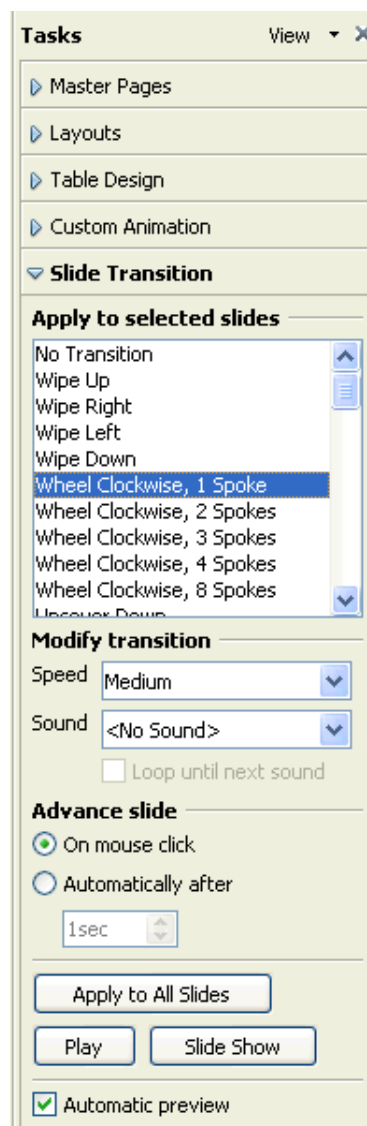 Tasks View
Master Pages
Layouts
Table Design
Custom Animation
Slide Transition
Apply to selected slides
No Transition
Wipe Up
Wipe Right
Wipe Left
Wipe Down
Wheel Clockwise, 1 Spoke
Wheel Clockwise, 2 Spokes
Wheel Clockwise, 3 Spokes
Wheel Clockwise, 4 Spokes
Wheel Clockwise, 8 Spokes
Uncover Down
Modify transition
Speed Medium
Sound <No Sound>
Loop until next sound
Advance slide
On mouse click
Automatically after
1sec
Apply to All Slides
Play Slide Show
Automatic preview